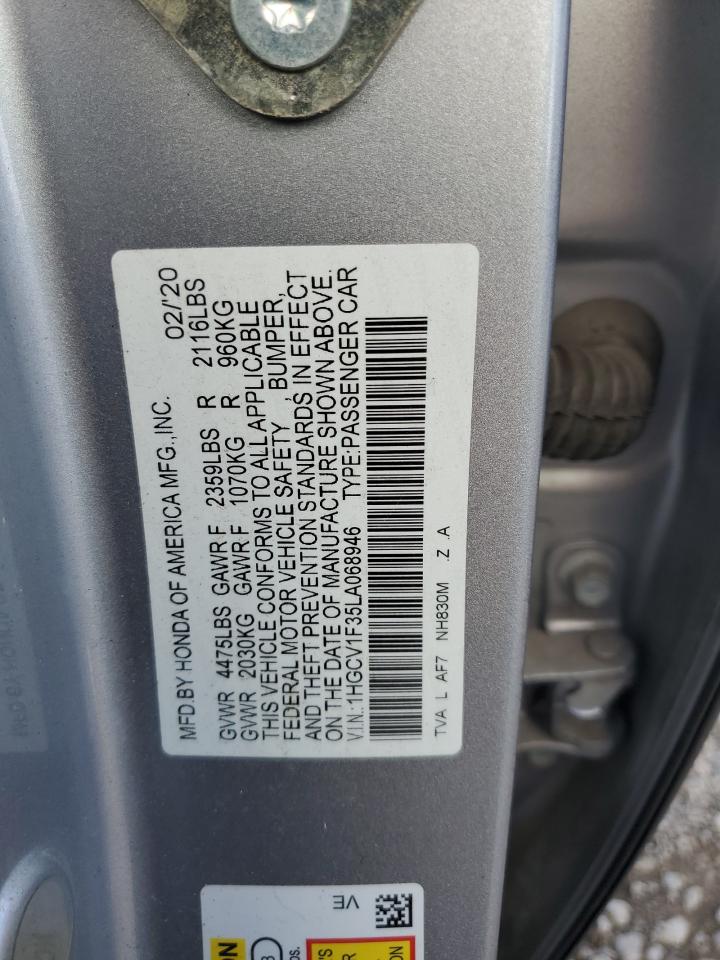 MFD.BY HONDA OF AMERICA MFG.,INC. 02/'20
GVWR 4475LBS GAWR F 2359LBS R 2116LBS
GVWR 2030KG GAWR F 1070KG R 960KG
THIS VEHICLE CONFORMS TO ALL APPLICABLE
FEDERAL MOTOR VEHICLE SAFETY , BUMPER,
AND THEFT PREVENTION STANDARDS IN EFFECT
ON THE DATE OF MANUFACTURE SHOWN ABOVE.
V.I.N.:1HGCV1F35LA068946 TYPE:PASSENGER CAR
TVA L AF7 NH830M .Z .A
VE